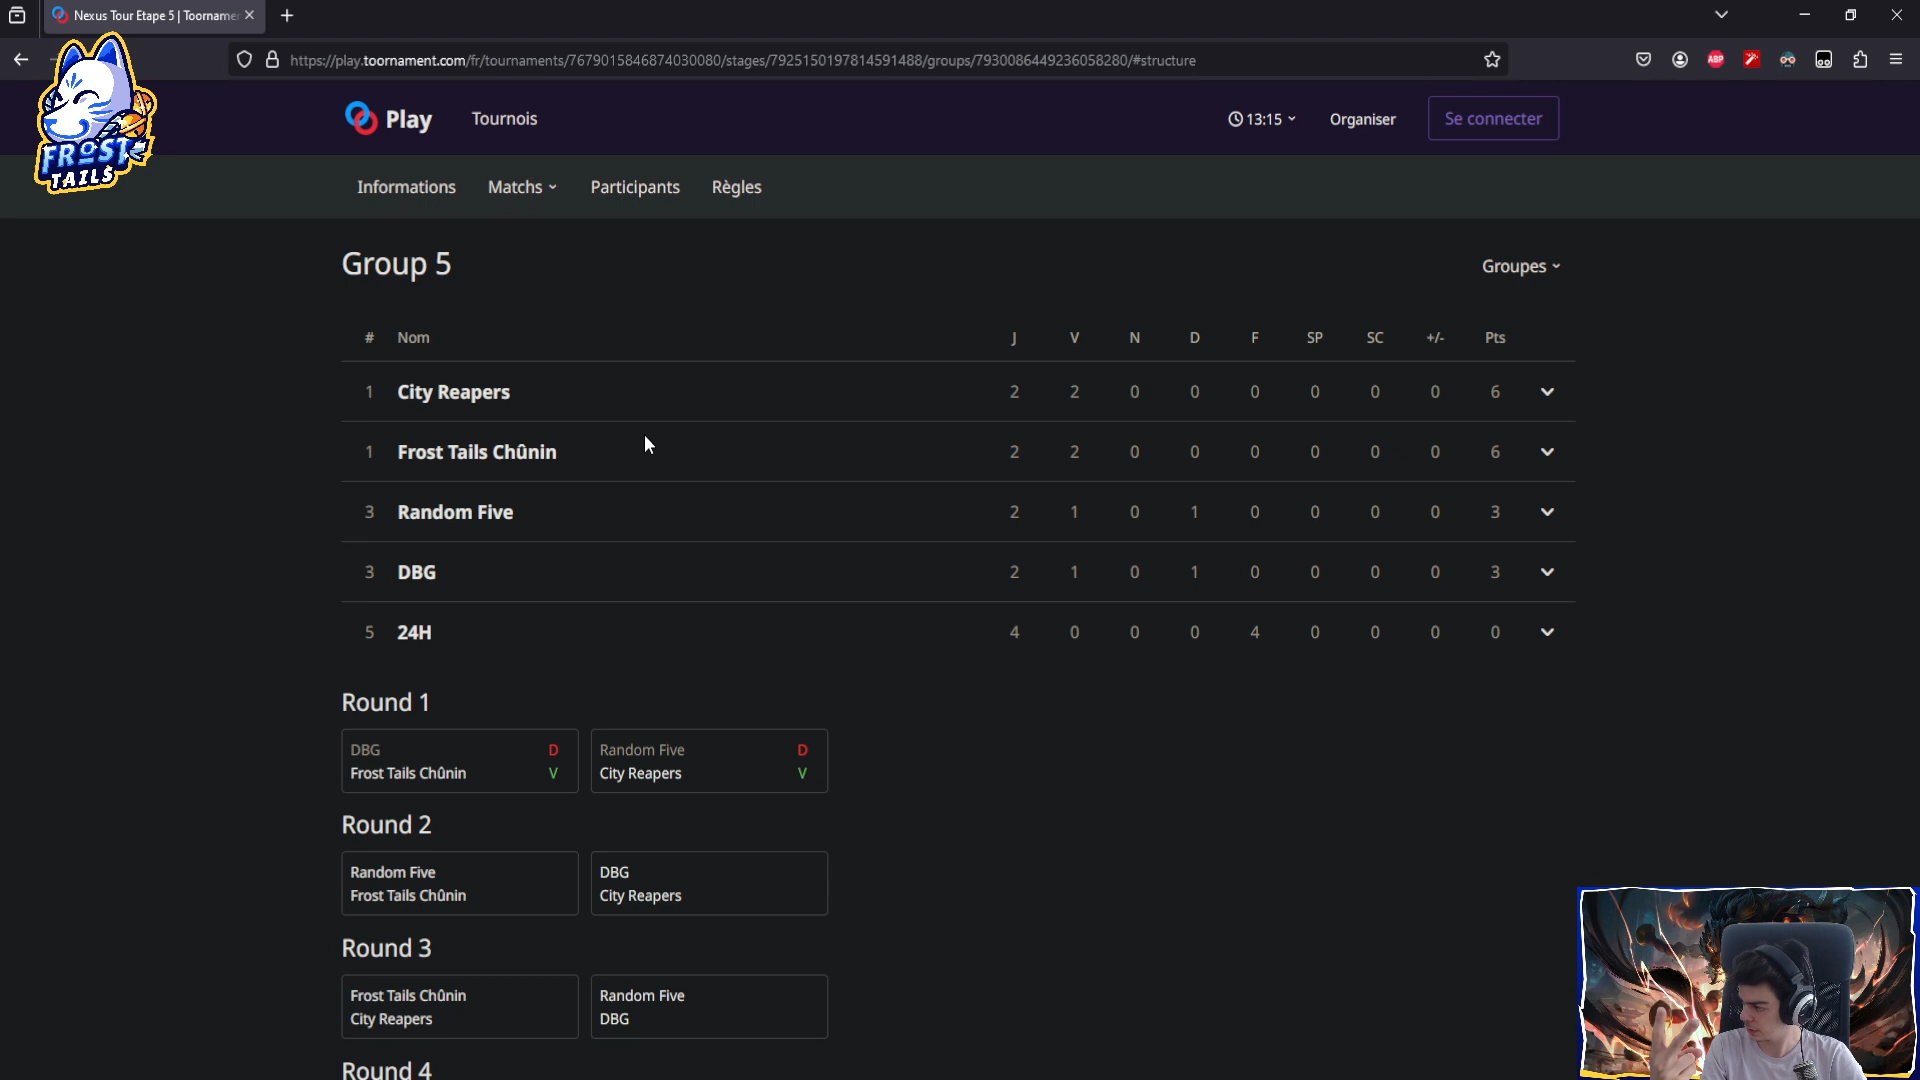 Nexus Tour Etape 5 | Toorname
https://play.toornament.com/fr/tournaments/7679015846874030080/stages/7925150197814591488/groups/7930086449236058280/#structure
ABP
FROST
TAILS
Play
Tournois
13:15
Organiser
Se connecter
Informations
Matchs
Participants
Règles
Group 5
Groupes
# Nom J V N D F SP SC +/- Pts
1 City Reapers 2 2 0 0 0 0 0 0 6
1 Frost Tails Chûnin 2 2 0 0 0 0 0 0 6
3 Random Five 2 1 0 1 0 0 0 0 3
3 DBG 2 1 0 1 0 0 0 0 3
5 24H 4 0 0 0 4 0 0 0 0
Round 1
DBG D
Frost Tails Chûnin V
Random Five D
City Reapers V
Round 2
Random Five
Frost Tails Chûnin
DBG
City Reapers
Round 3
Frost Tails Chûnin
City Reapers
Random Five
DBG
Round 4